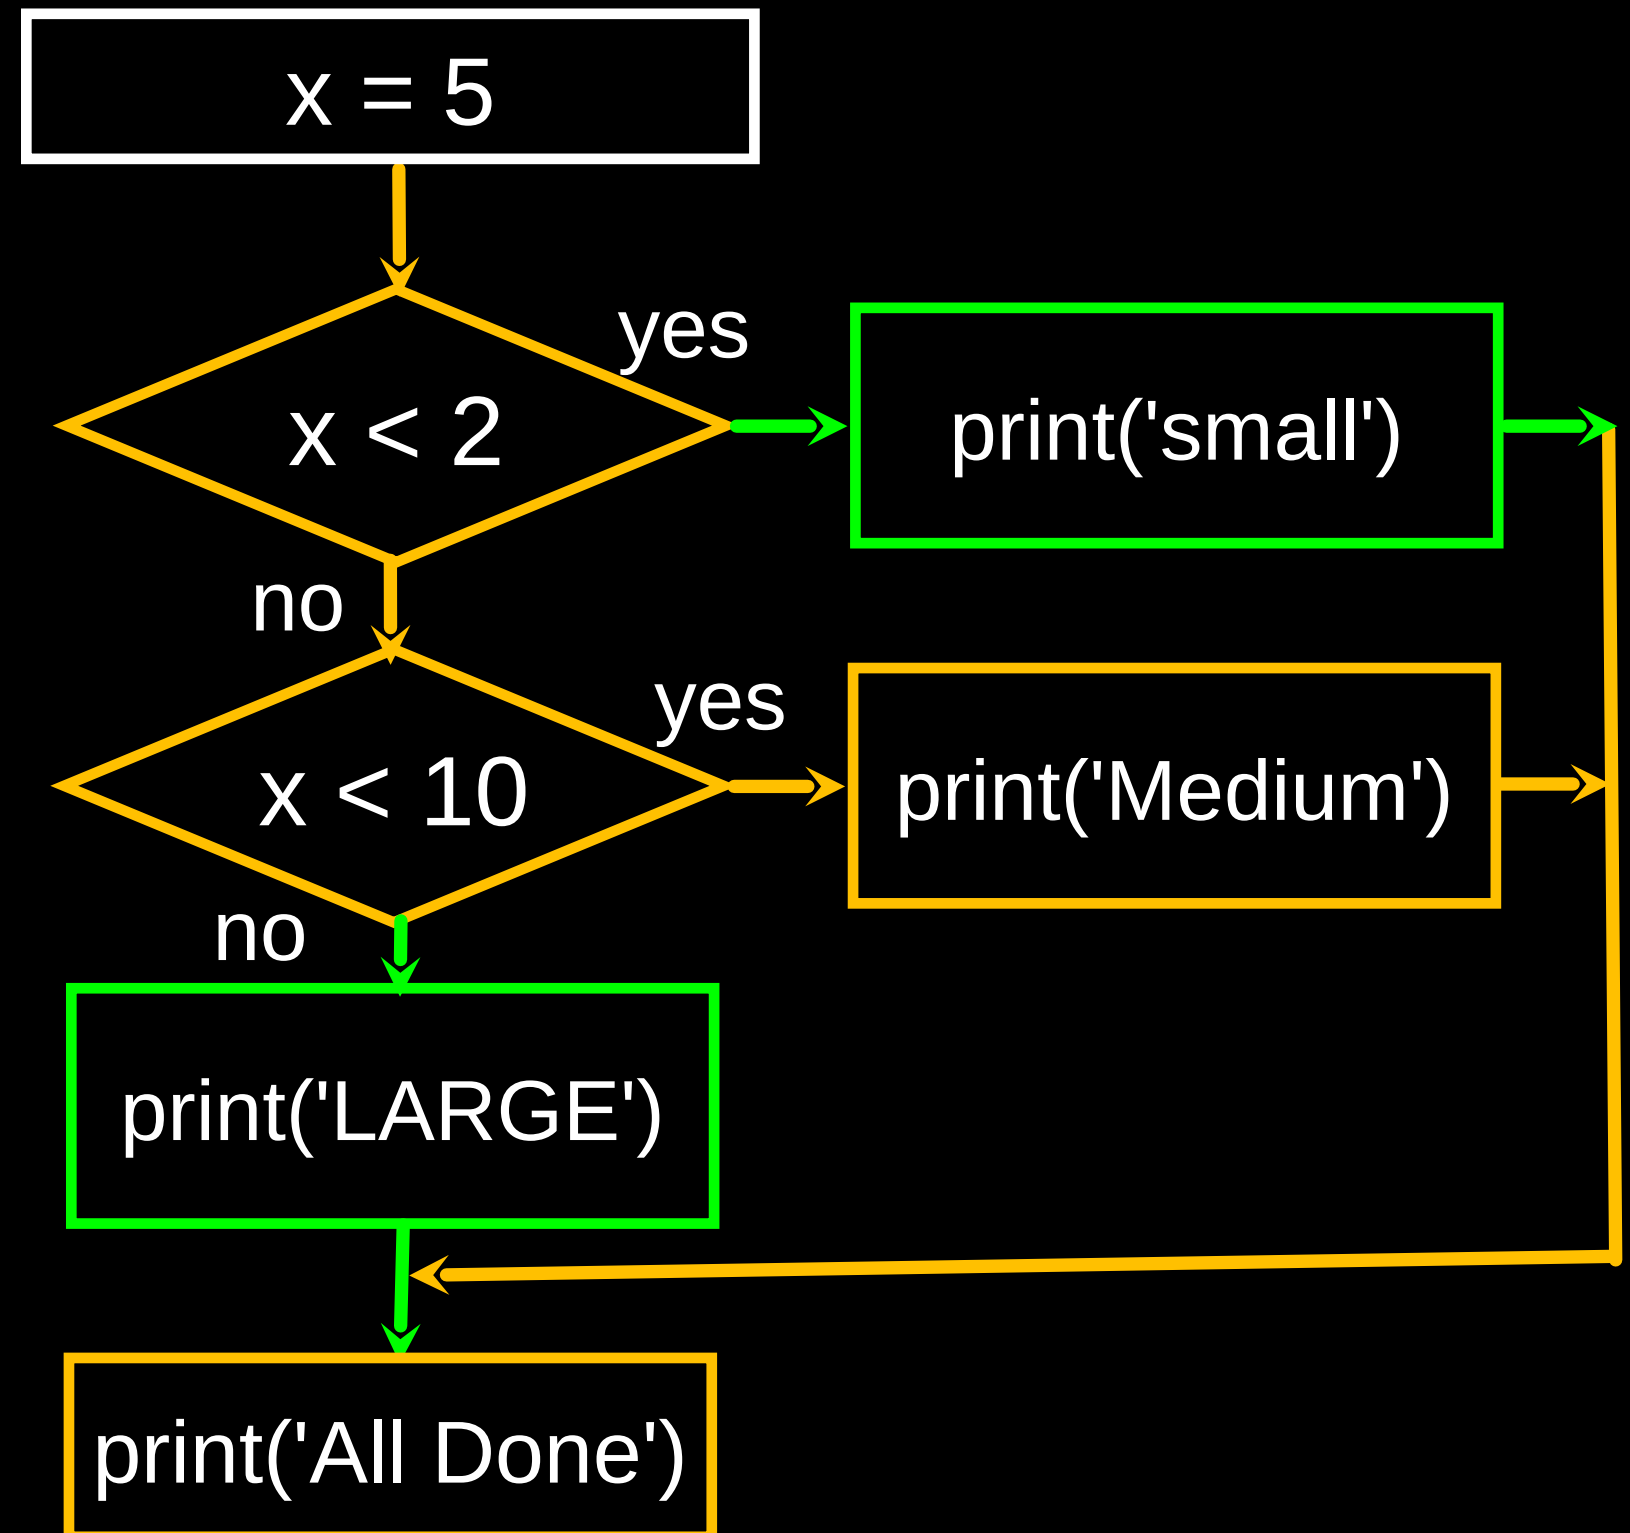 x = 5
yes
x < 2
print('small')
no
yes
x < 10
print('Medium')
no
print('LARGE')
print('All Done')